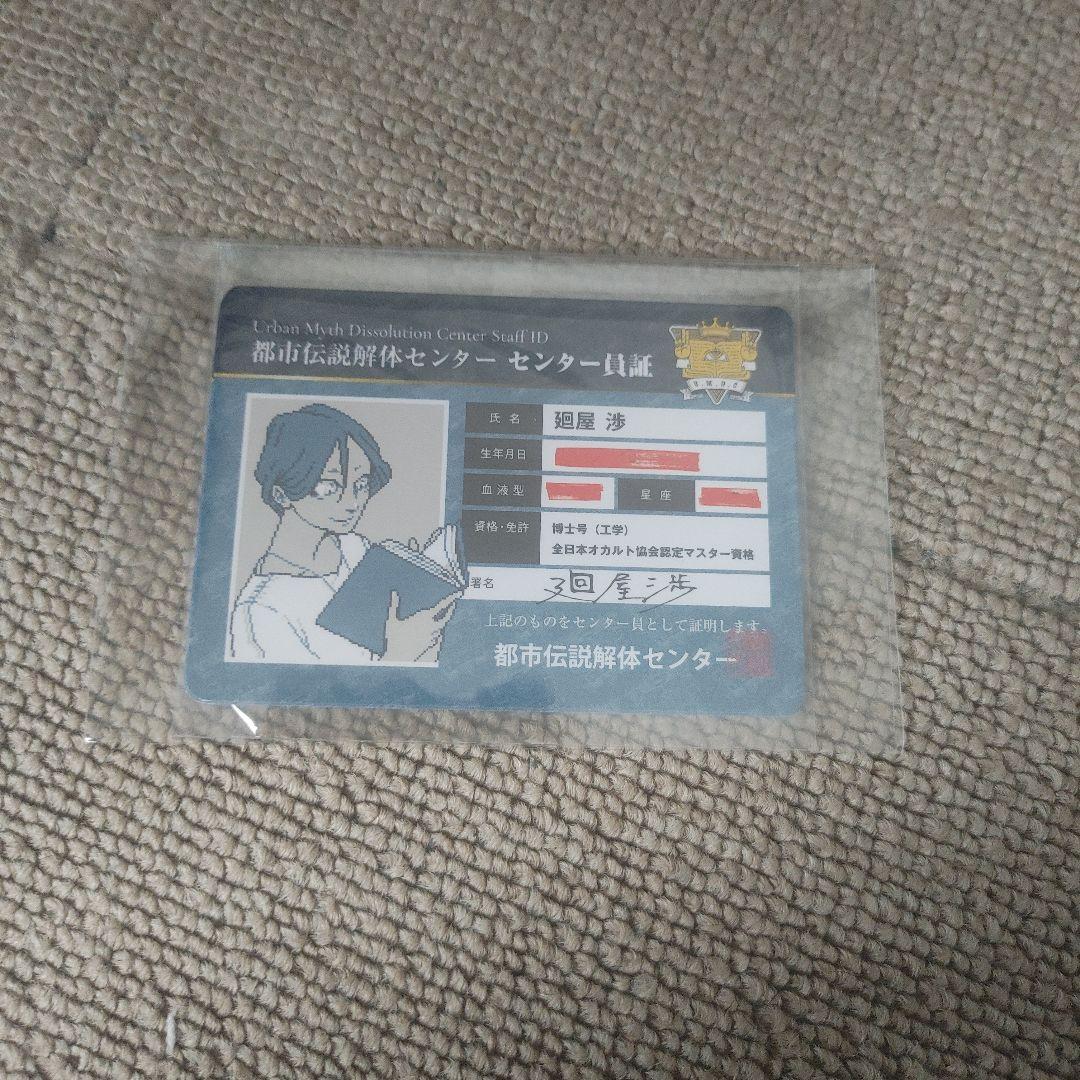 Urban Myth Dissolution Center Staff ID
都市伝説解体センター センター員証
U.M.D.C
氏名 廻屋 渉
生年月日
血液型 星座
資格・免許 博士号（工学）
全日本オカルト協会認定マスター資格
署名 廻屋渉
上記のものをセンター員として証明します。
都市伝説解体センター